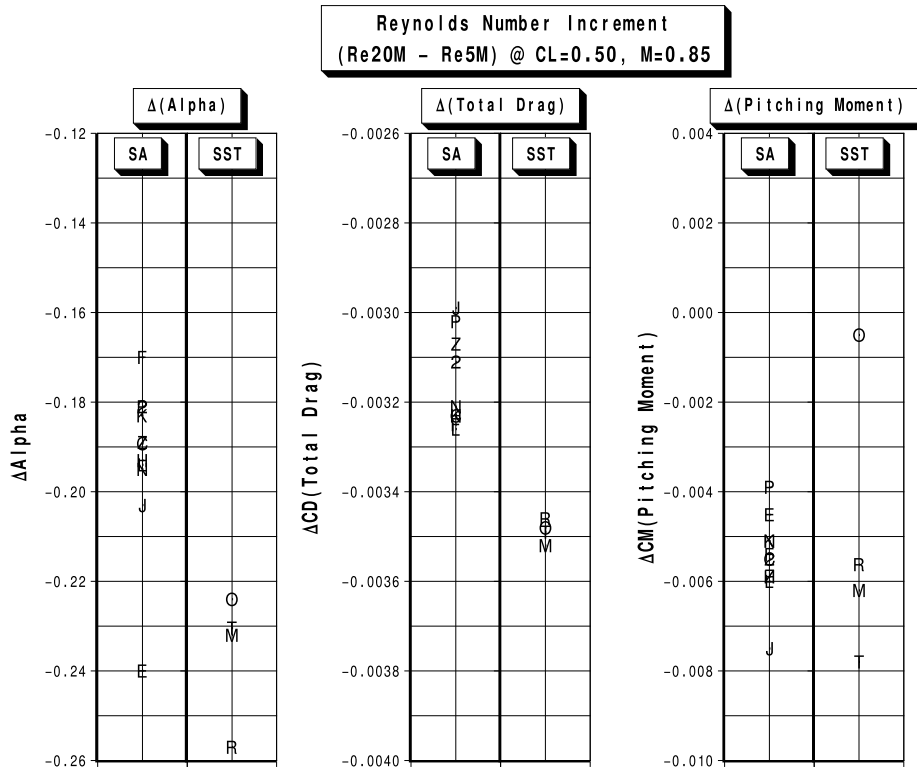 Reynolds Number Increment
(Re20M - Re5M) @ CL=0.50, M=0.85
Δ(Alpha)
SA
SST
-0.12
-0.14
-0.16
-0.18
-0.20
-0.22
-0.24
-0.26
ΔAlpha
F
K
J
E
O
T
M
R
Δ(Total Drag)
SA
SST
-0.0026
-0.0028
-0.0030
-0.0032
-0.0034
-0.0036
-0.0038
-0.0040
ΔCD(Total Drag)
J
P
Z
2
N
R
O
M
Δ(Pitching Moment)
SA
SST
0.004
0.002
0.000
-0.002
-0.004
-0.006
-0.008
-0.010
ΔCM(Pitching Moment)
P
E
J
O
R
M
T